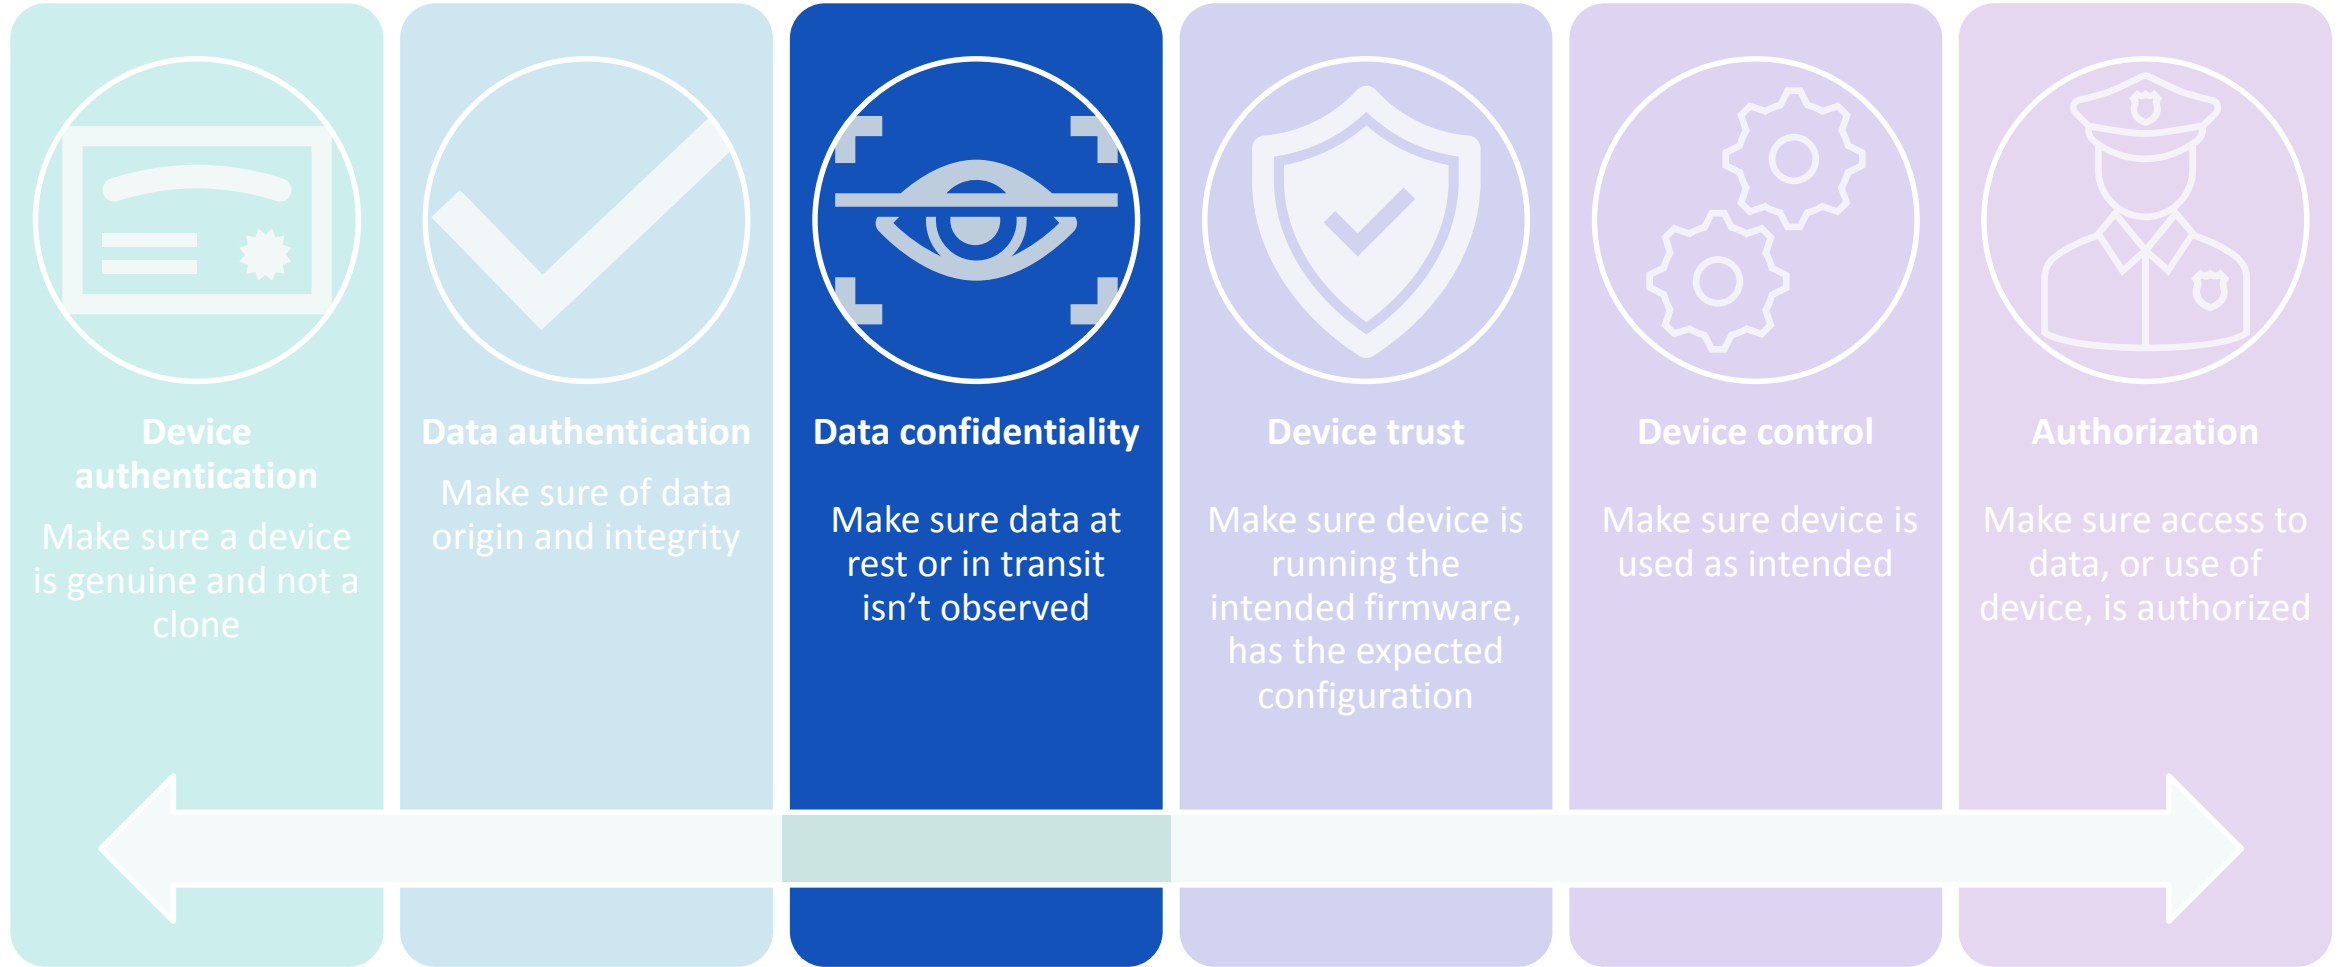 Device
authentication
Make sure a device
is genuine and not a
clone
Data authentication
Make sure of data
origin and integrity
Data confidentiality
Make sure data at
rest or in transit
isn’t observed
Device trust
Make sure device is
running the
intended firmware,
has the expected
configuration
Device control
Make sure device is
used as intended
Authorization
Make sure access to
data, or use of
device, is authorized